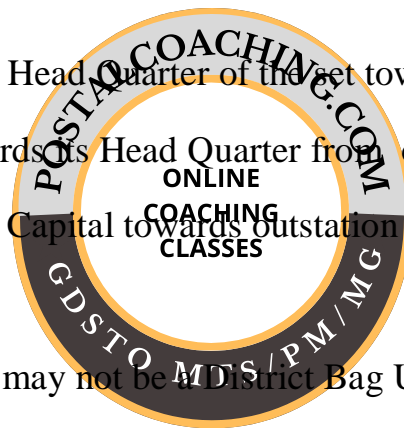 POSTALCOACHING.COM
Head Quarter of the set tow
rds its Head Quarter from
ONLINE
COACHING
Capital towards outstation
CLASSES
GDSTO MTS/PM/MG
may not be a District Bag U